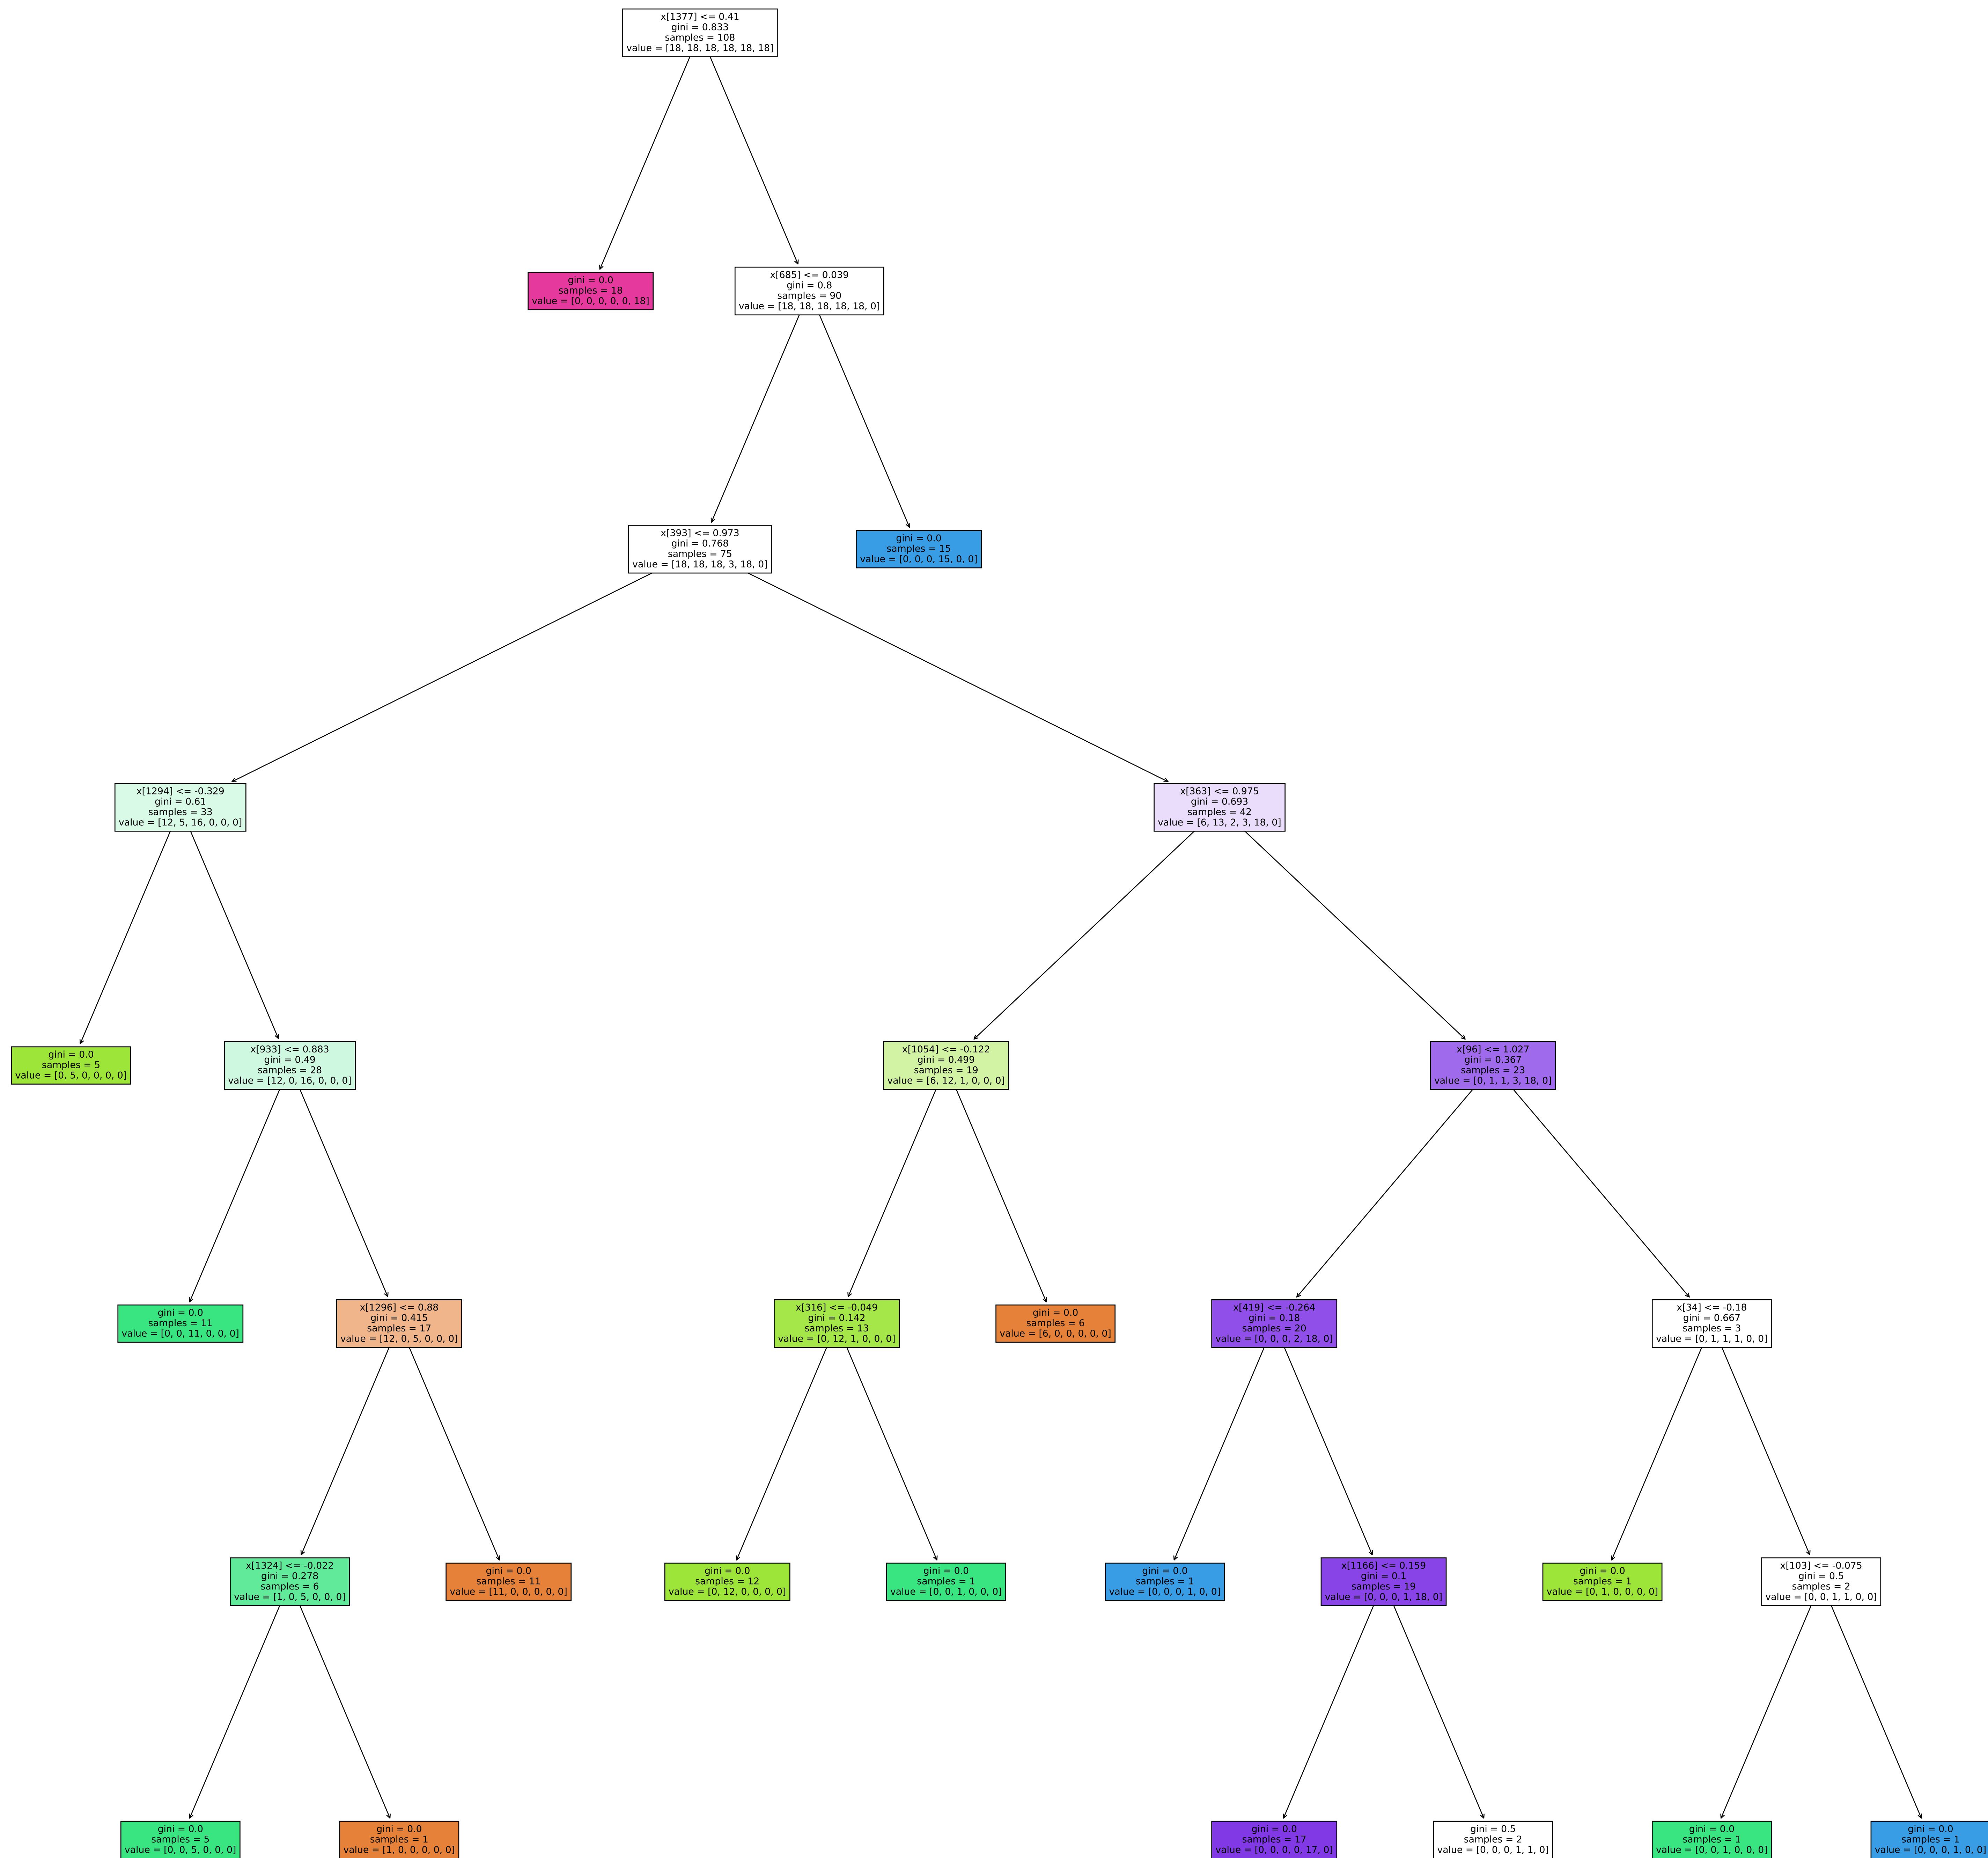 x[1377] <= 0.41
gini = 0.833
samples = 108
value = [18, 18, 18, 18, 18, 18]
gini = 0.0
samples = 18
value = [0, 0, 0, 0, 0, 18]
x[685] <= 0.039
gini = 0.8
samples = 90
value = [18, 18, 18, 18, 18, 0]
x[393] <= 0.973
gini = 0.768
samples = 75
value = [18, 18, 18, 3, 18, 0]
gini = 0.0
samples = 15
value = [0, 0, 0, 15, 0, 0]
x[1294] <= -0.329
gini = 0.61
samples = 33
value = [12, 5, 16, 0, 0, 0]
x[363] <= 0.975
gini = 0.693
samples = 42
value = [6, 13, 2, 3, 18, 0]
gini = 0.0
samples = 5
value = [0, 5, 0, 0, 0, 0]
x[933] <= 0.883
gini = 0.49
samples = 28
value = [12, 0, 16, 0, 0, 0]
x[1054] <= -0.122
gini = 0.499
samples = 19
value = [6, 12, 1, 0, 0, 0]
x[96] <= 1.027
gini = 0.367
samples = 23
value = [0, 1, 1, 3, 18, 0]
gini = 0.0
samples = 11
value = [0, 0, 11, 0, 0, 0]
x[1296] <= 0.88
gini = 0.415
samples = 17
value = [12, 0, 5, 0, 0, 0]
x[316] <= -0.049
gini = 0.142
samples = 13
value = [0, 12, 1, 0, 0, 0]
gini = 0.0
samples = 6
value = [6, 0, 0, 0, 0, 0]
x[419] <= -0.264
gini = 0.18
samples = 20
value = [0, 0, 0, 2, 18, 0]
x[34] <= -0.18
gini = 0.667
samples = 3
value = [0, 1, 1, 1, 0, 0]
x[1324] <= -0.022
gini = 0.278
samples = 6
value = [1, 0, 5, 0, 0, 0]
gini = 0.0
samples = 11
value = [11, 0, 0, 0, 0, 0]
gini = 0.0
samples = 12
value = [0, 12, 0, 0, 0, 0]
gini = 0.0
samples = 1
value = [0, 0, 1, 0, 0, 0]
gini = 0.0
samples = 1
value = [0, 0, 0, 1, 0, 0]
x[1166] <= 0.159
gini = 0.1
samples = 19
value = [0, 0, 0, 1, 18, 0]
gini = 0.0
samples = 1
value = [0, 1, 0, 0, 0, 0]
x[103] <= -0.075
gini = 0.5
samples = 2
value = [0, 0, 1, 1, 0, 0]
gini = 0.0
samples = 5
value = [0, 0, 5, 0, 0, 0]
gini = 0.0
samples = 1
value = [1, 0, 0, 0, 0, 0]
gini = 0.0
samples = 17
value = [0, 0, 0, 0, 17, 0]
gini = 0.5
samples = 2
value = [0, 0, 0, 1, 1, 0]
gini = 0.0
samples = 1
value = [0, 0, 1, 0, 0, 0]
gini = 0.0
samples = 1
value = [0, 0, 0, 1, 0, 0]